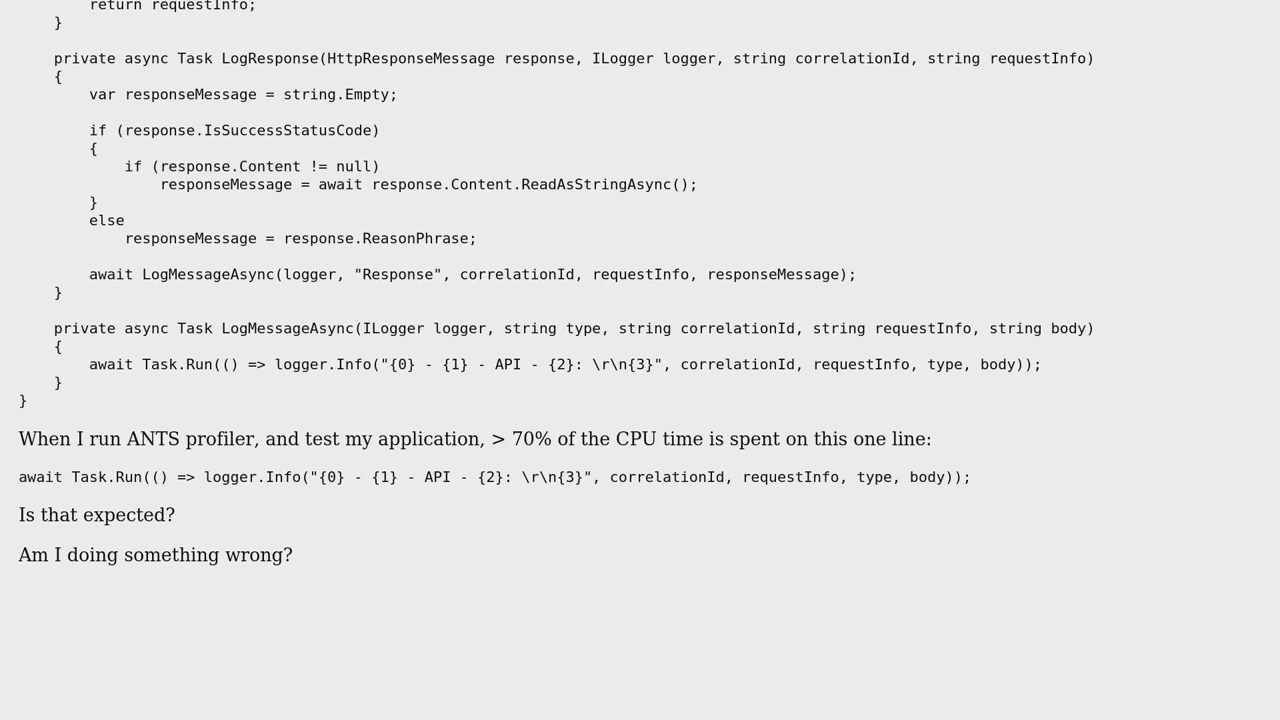 return requestInfo;
    }

    private async Task LogResponse(HttpResponseMessage response, ILogger logger, string correlationId, string requestInfo)
    {
        var responseMessage = string.Empty;

        if (response.IsSuccessStatusCode)
        {
            if (response.Content != null)
                responseMessage = await response.Content.ReadAsStringAsync();
        }
        else
            responseMessage = response.ReasonPhrase;

        await LogMessageAsync(logger, "Response", correlationId, requestInfo, responseMessage);
    }

    private async Task LogMessageAsync(ILogger logger, string type, string correlationId, string requestInfo, string body)
    {
        await Task.Run(() => logger.Info("{0} - {1} - API - {2}: \r\n{3}", correlationId, requestInfo, type, body));
    }
}
When I run ANTS profiler, and test my application, > 70% of the CPU time is spent on this one line:
await Task.Run(() => logger.Info("{0} - {1} - API - {2}: \r\n{3}", correlationId, requestInfo, type, body));
Is that expected?
Am I doing something wrong?